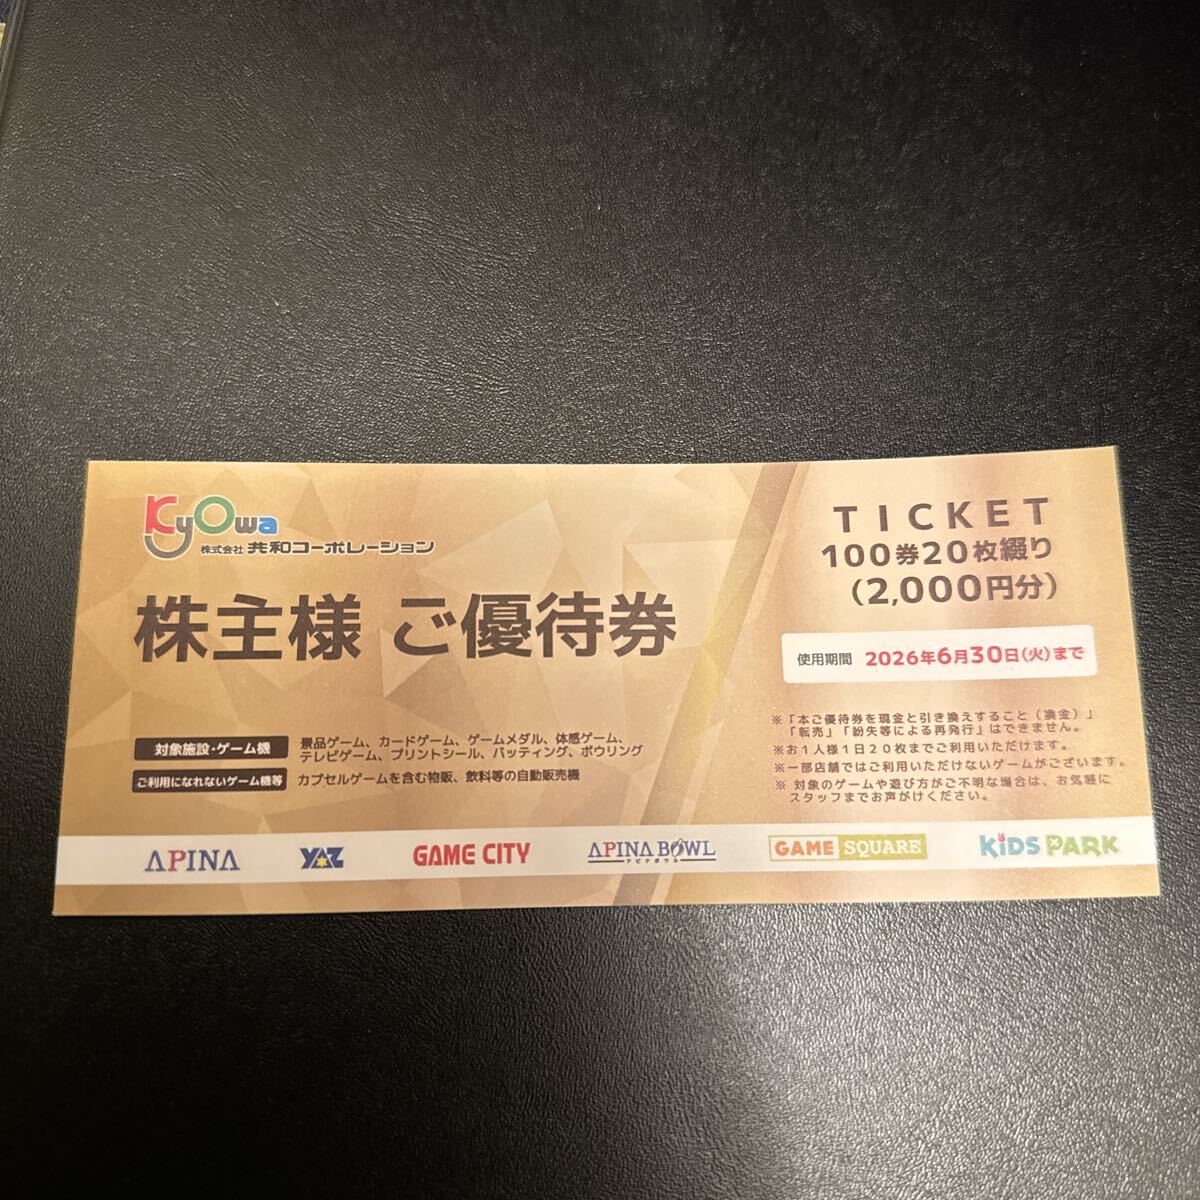 KyOwa
株式会社 共和コーポレーション
株主様 ご優待券
TICKET
100券20枚綴り
(2,000円分)
使用期間 2026年6月30日(火)まで
対象施設・ゲーム機
景品ゲーム、カードゲーム、ゲームメダル、体感ゲーム、
テレビゲーム、プリントシール、バッティング、ボウリング
ご利用になれないゲーム機等
カプセルゲームを含む物販、飲料等の自動販売機
※「本ご優待券を現金と引き換えすること(換金)」
「転売」「紛失等による再発行」はできません。
※お1人様1日20枚までご利用いただけます。
※一部店舗ではご利用いただけないゲームがございます。
※ 対象のゲームや遊び方がご不明な場合は、お気軽に
スタッフまでお声がけください。
APINA
YAZ
GAME CITY
APINA BOWL
アピナボウル
GAME SQUARE
KiDS PARK